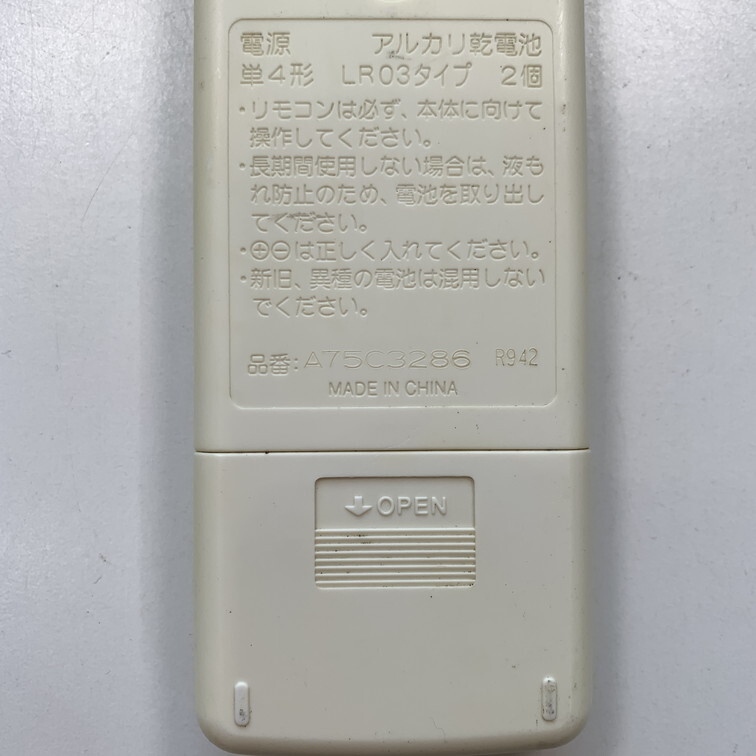 電源 アルカリ乾電池
単4形 LR03タイプ 2個
・リモコンは必ず、本体に向けて
操作してください。
・長期間使用しない場合は、液も
れ防止のため、電池を取り出し
てください。
・⊕⊖は正しく入れてください。
・新旧、異種の電池は混用しない
でください。
品番:A75C3286 R942
MADE IN CHINA
↓OPEN